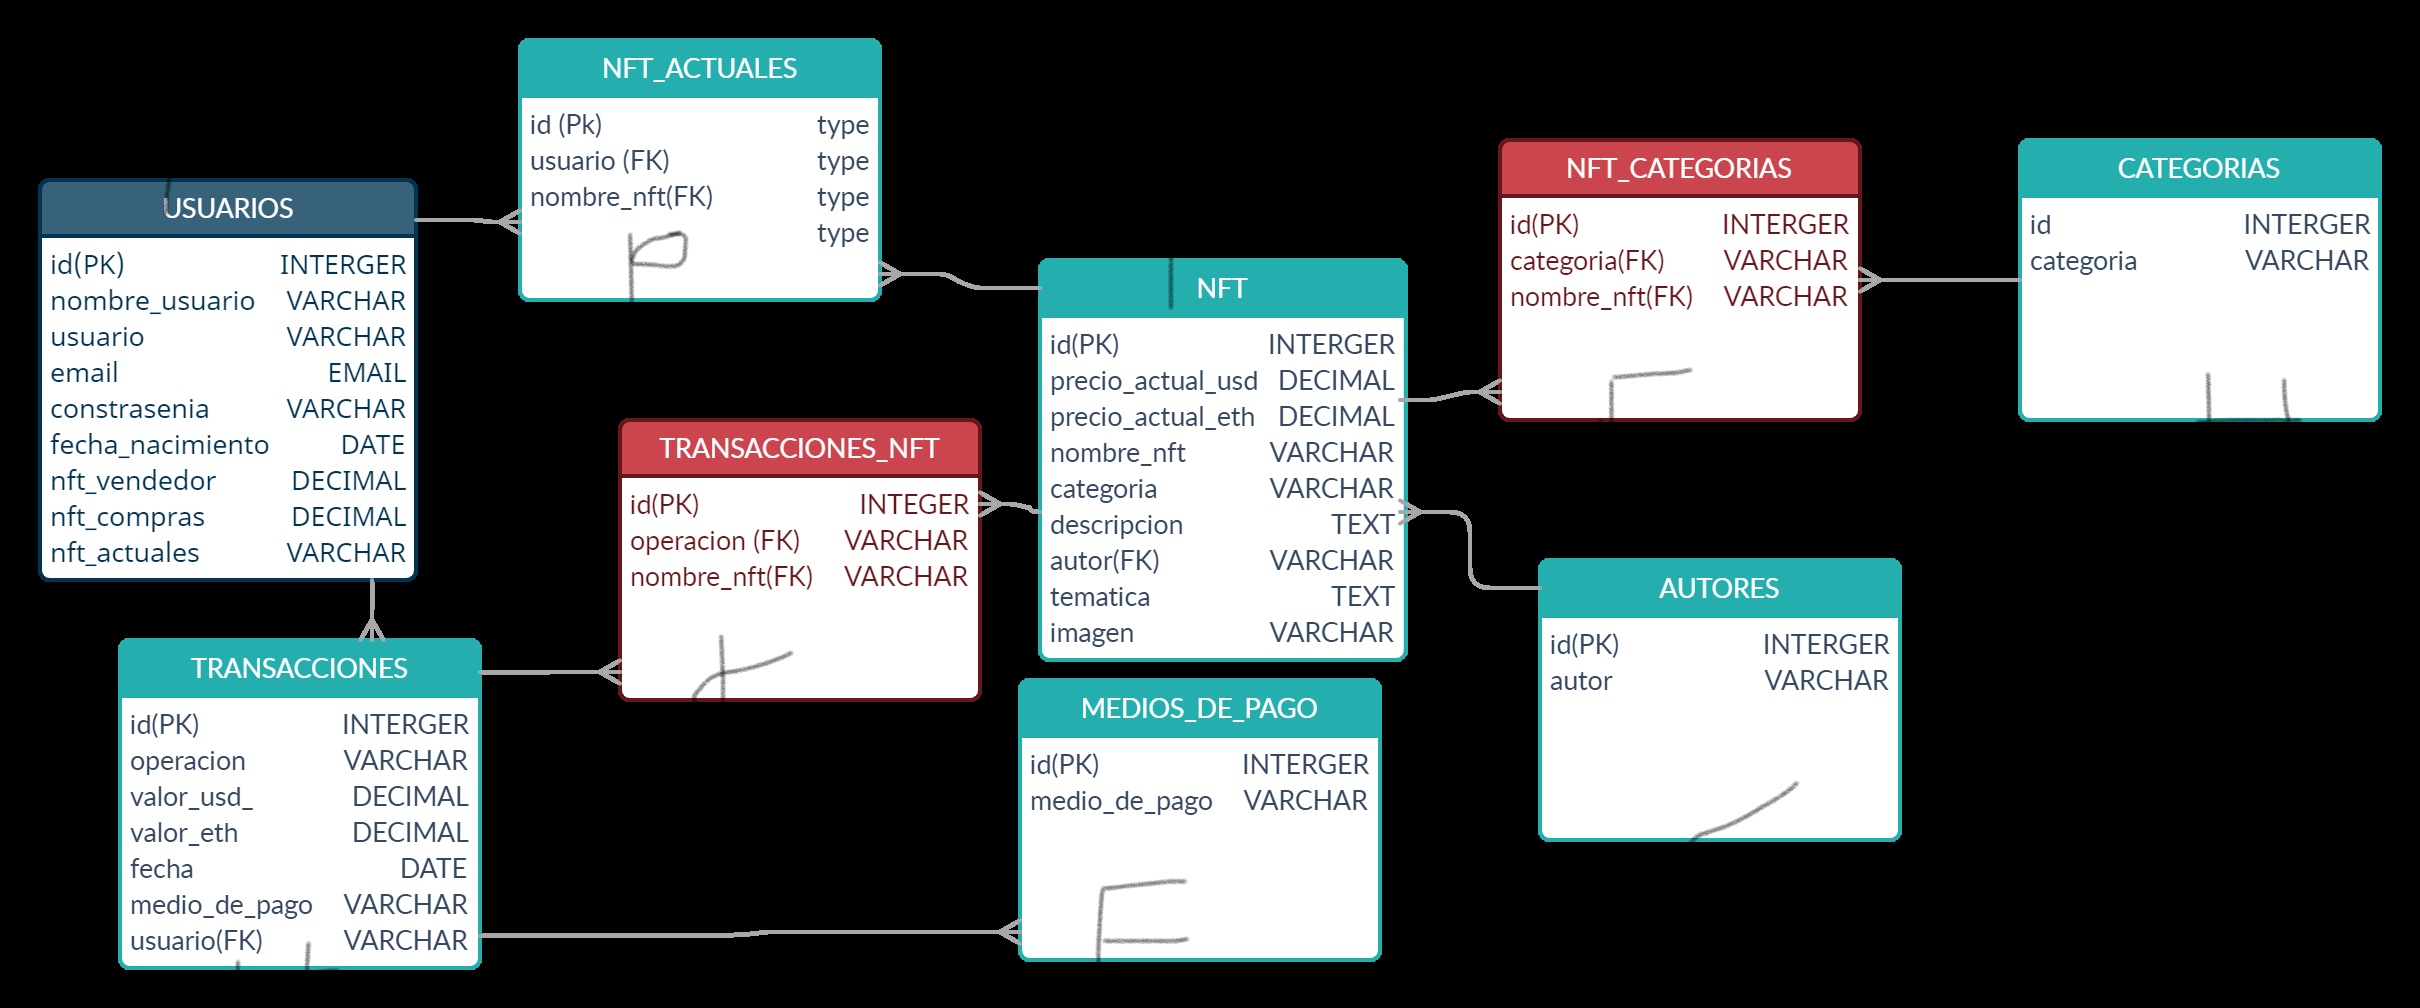 NFT_ACTUALES
id (Pk) type
usuario (FK) type
nombre_nft(FK) type
type
USUARIOS
id(PK) INTERGER
nombre_usuario VARCHAR
usuario VARCHAR
email EMAIL
constrasenia VARCHAR
fecha_nacimiento DATE
nft_vendedor DECIMAL
nft_compras DECIMAL
nft_actuales VARCHAR
TRANSACCIONES
id(PK) INTERGER
operacion VARCHAR
valor_usd_ DECIMAL
valor_eth DECIMAL
fecha DATE
medio_de_pago VARCHAR
usuario(FK) VARCHAR
TRANSACCIONES_NFT
id(PK) INTEGER
operacion (FK) VARCHAR
nombre_nft(FK) VARCHAR
NFT
id(PK) INTERGER
precio_actual_usd DECIMAL
precio_actual_eth DECIMAL
nombre_nft VARCHAR
categoria VARCHAR
descripcion TEXT
autor(FK) VARCHAR
tematica TEXT
imagen VARCHAR
MEDIOS_DE_PAGO
id(PK) INTERGER
medio_de_pago VARCHAR
NFT_CATEGORIAS
id(PK) INTERGER
categoria(FK) VARCHAR
nombre_nft(FK) VARCHAR
CATEGORIAS
id INTERGER
categoria VARCHAR
AUTORES
id(PK) INTERGER
autor VARCHAR